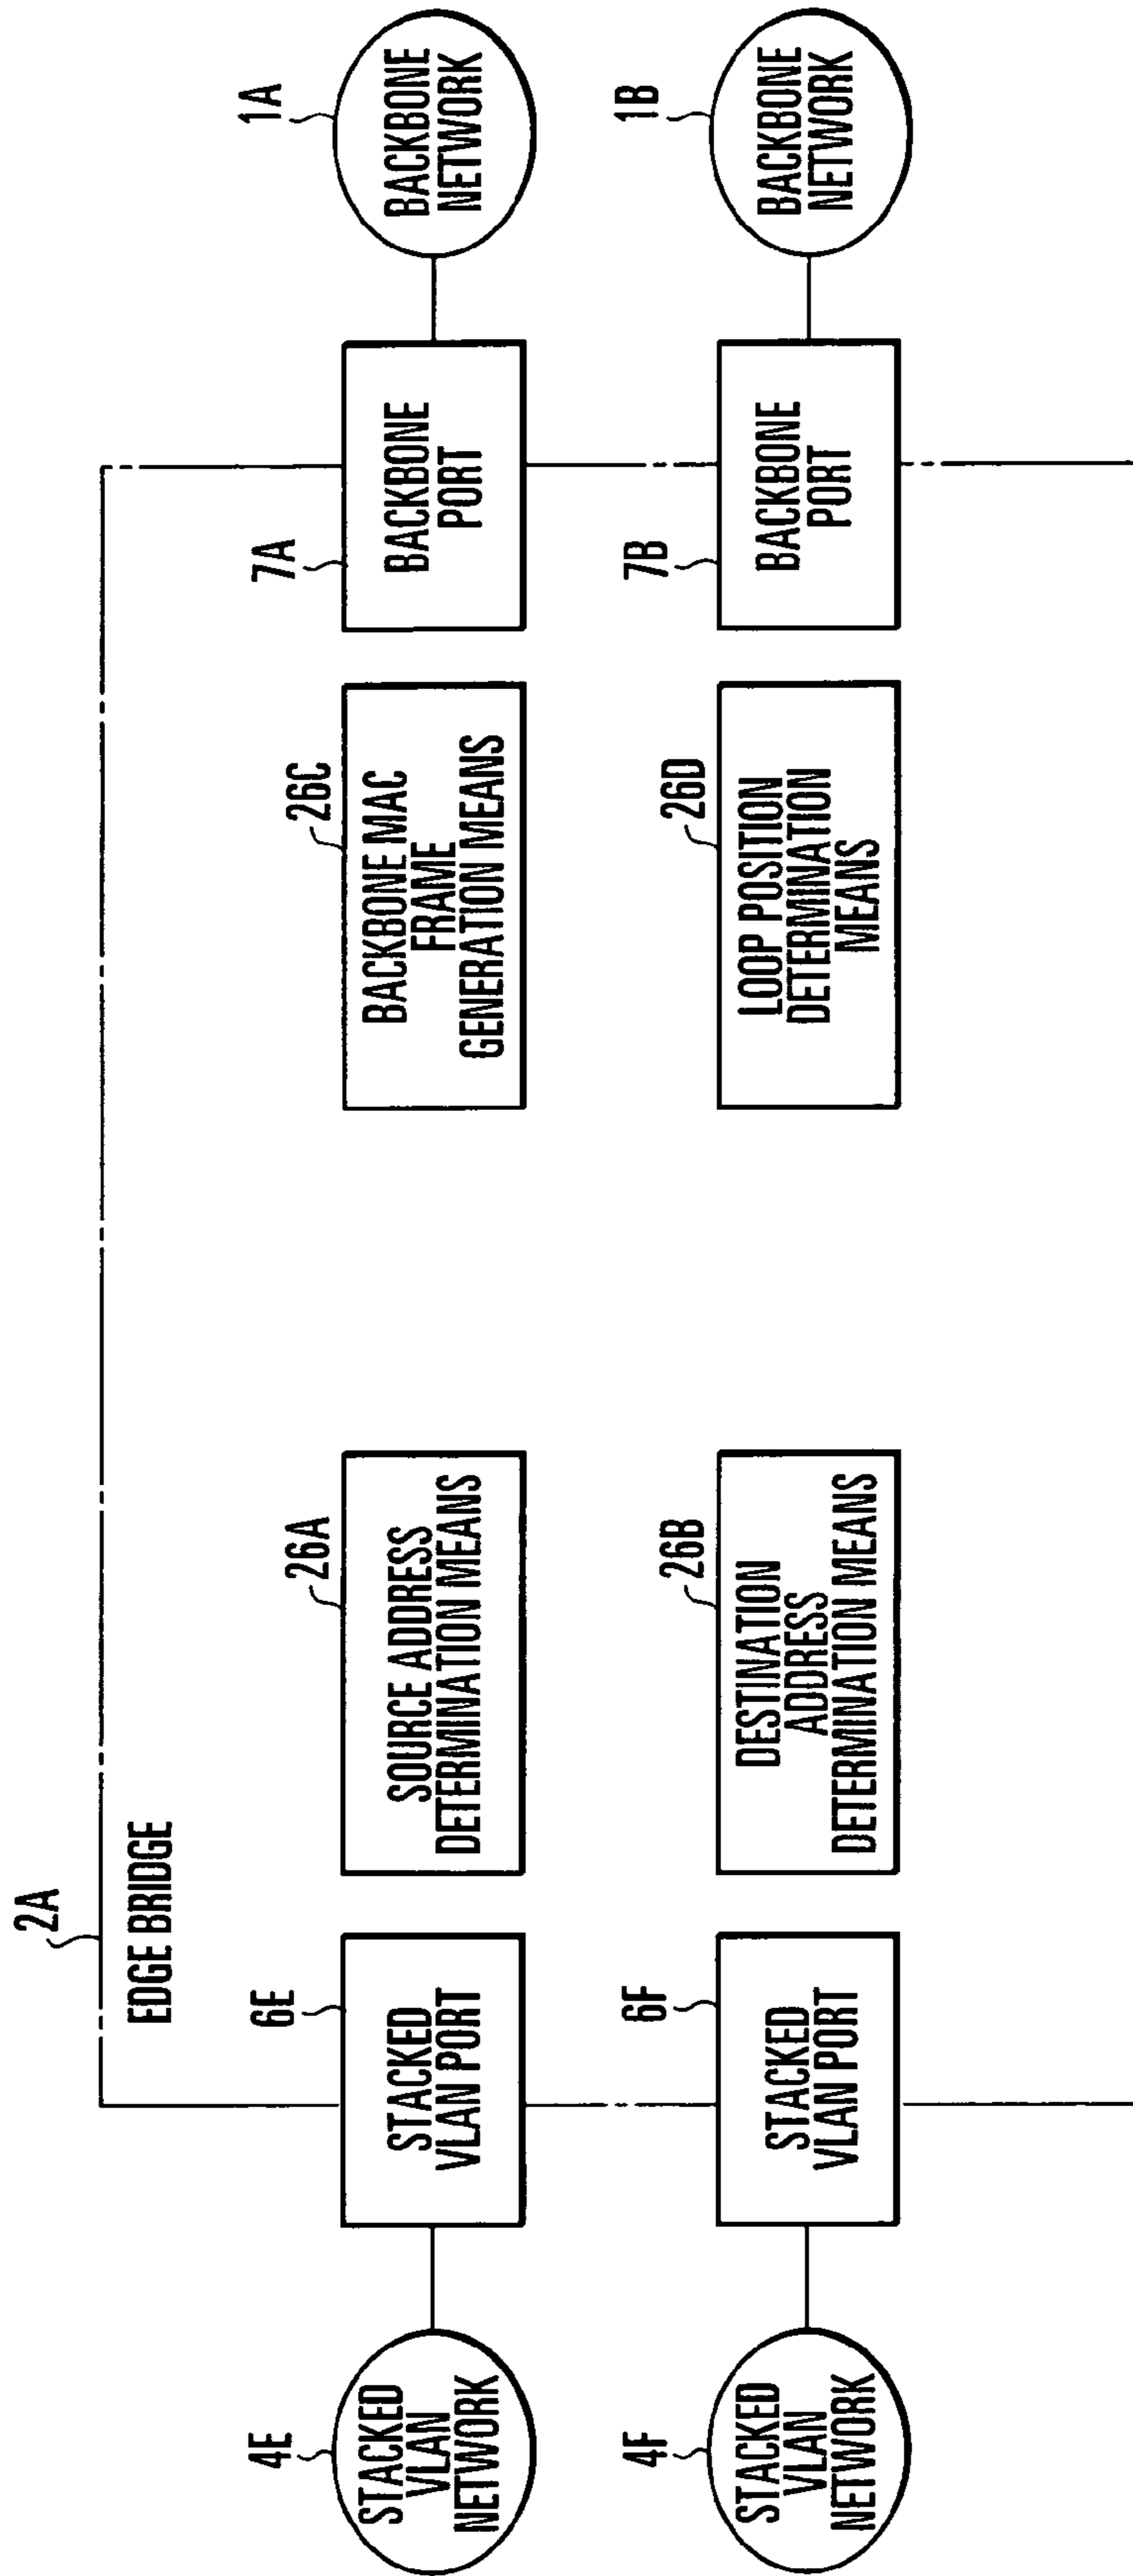 2A
EDGE BRIDGE
4E
STACKED
VLAN
NETWORK
6E
STACKED
VLAN PORT
26A
SOURCE ADDRESS
DETERMINATION MEANS
26C
BACKBONE MAC
FRAME
GENERATION MEANS
7A
BACKBONE
PORT
1A
BACKBONE
NETWORK
4F
STACKED
VLAN
NETWORK
6F
STACKED
VLAN PORT
26B
DESTINATION
ADDRESS
DETERMINATION MEANS
26D
LOOP POSITION
DETERMINATION
MEANS
7B
BACKBONE
PORT
1B
BACKBONE
NETWORK